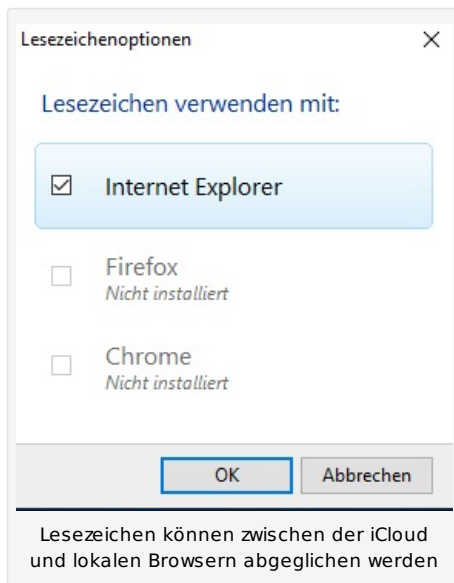 Lesezeichenoptionen
Lesezeichen verwenden mit:
Internet Explorer
Firefox
Nicht installiert
Chrome
Nicht installiert
OK Abbrechen
Lesezeichen können zwischen der iCloud
und lokalen Browsern abgeglichen werden